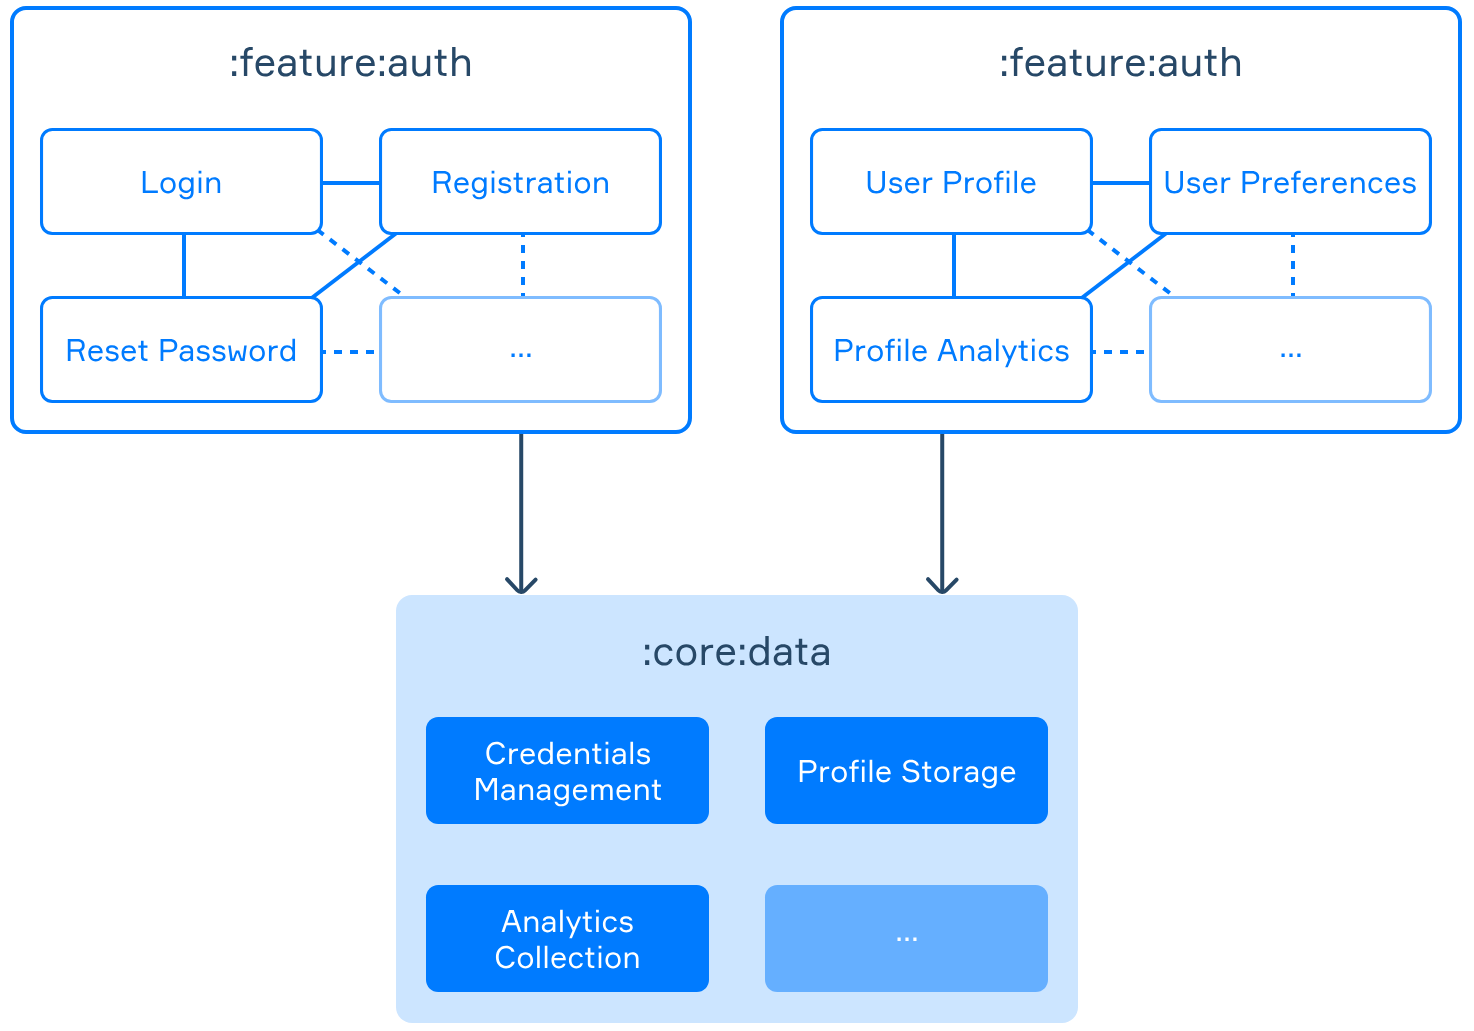 :feature:auth
Login
Registration
Reset Password
...
:feature:auth
User Profile
User Preferences
Profile Analytics
...
:core:data
Credentials
Management
Profile Storage
Analytics
Collection
...